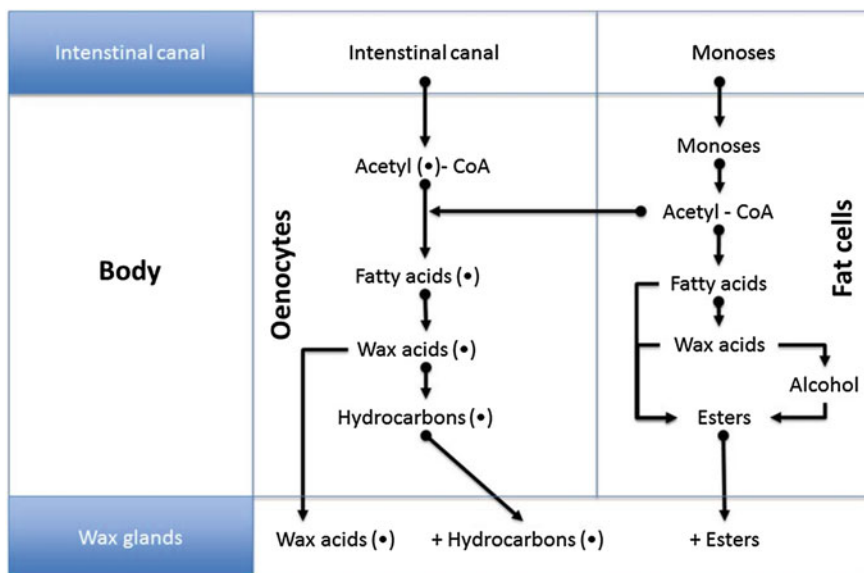 Intenstinal canal
Intenstinal canal
Monoses
Monoses
Acetyl (•)- CoA
Acetyl - CoA
Body
Oenocytes
Fat cells
Fatty acids (•)
Fatty acids
Wax acids (•)
Wax acids
Alcohol
Hydrocarbons (•)
Esters
Wax glands
Wax acids (•)
+ Hydrocarbons (•)
+ Esters